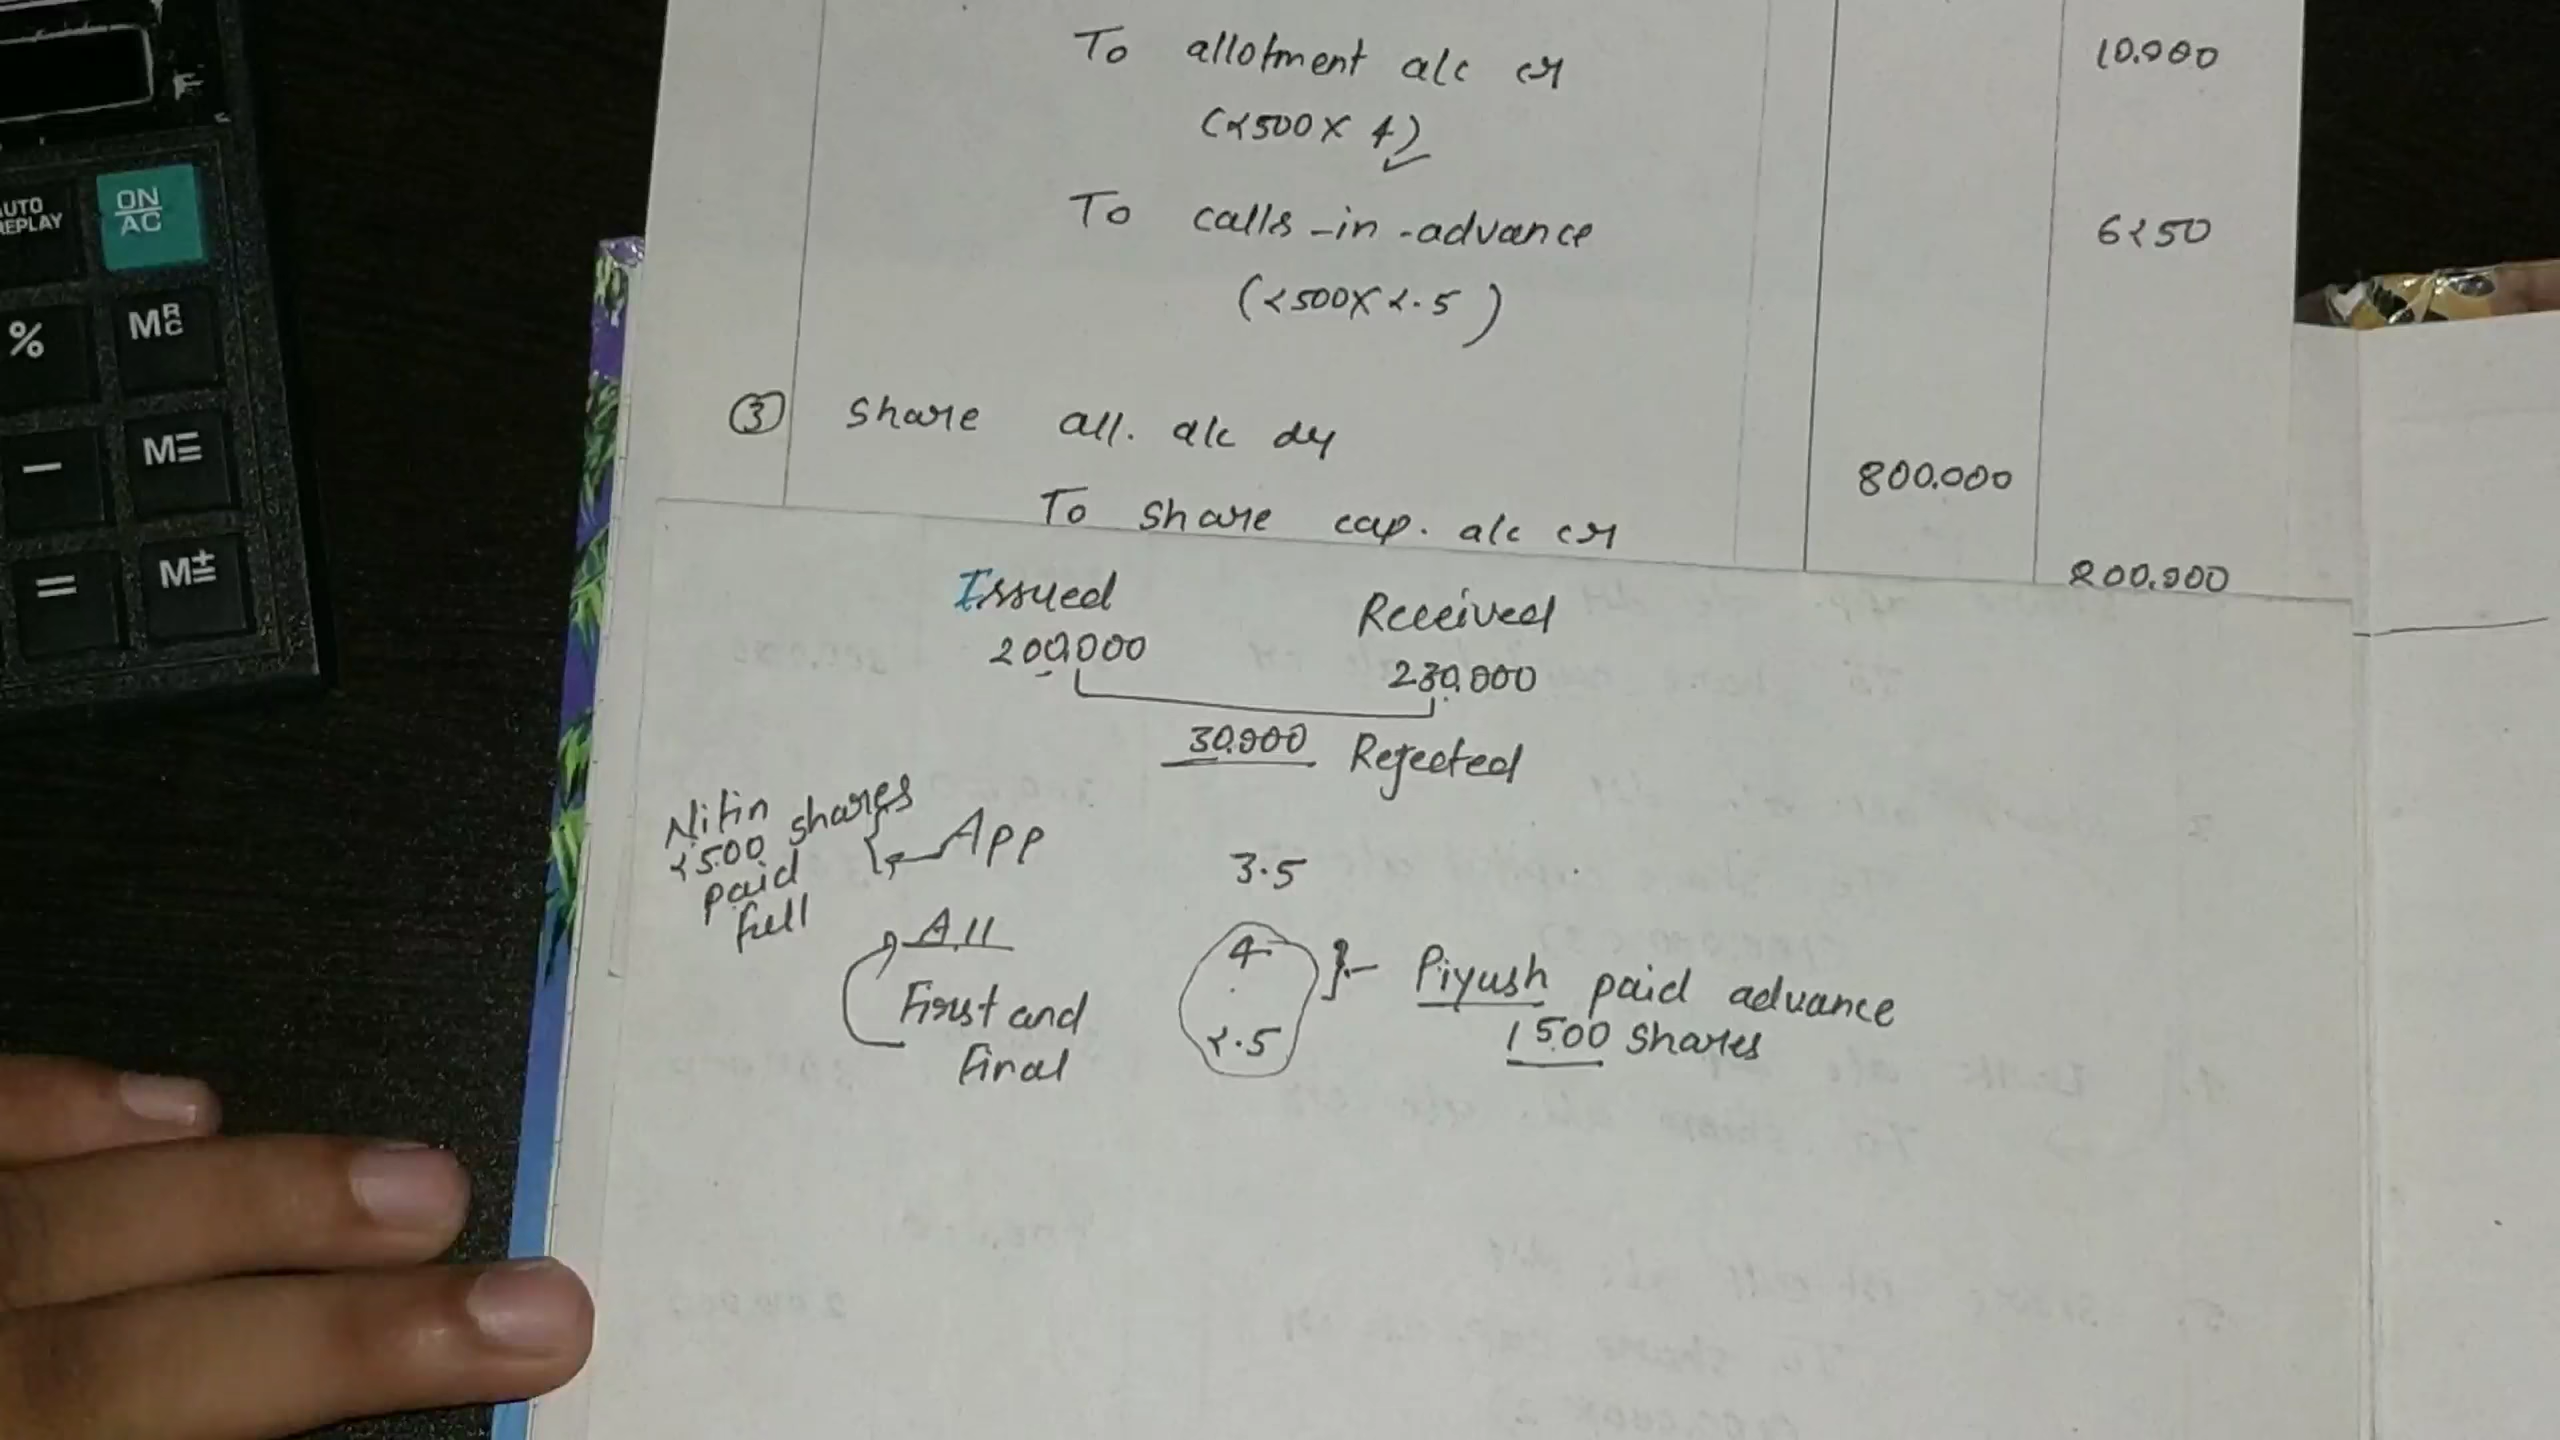 To allotment a/c cr 10.000
(2500 X 4)
To calls-in-advance 6250
(2500X2.5)
③ Share all. a/c dr 800.000
To share cap. a/c cr 800.000
Issued Received
200,000 230,000
30.000 Rejected
Nitin
2500 shares
paid
full
App 3.5
All 4
Piyush paid advance
1500 shares
First and
Final 2.5
ON
AC
AUTO
REPLAY
% MRC
− M=
= M±